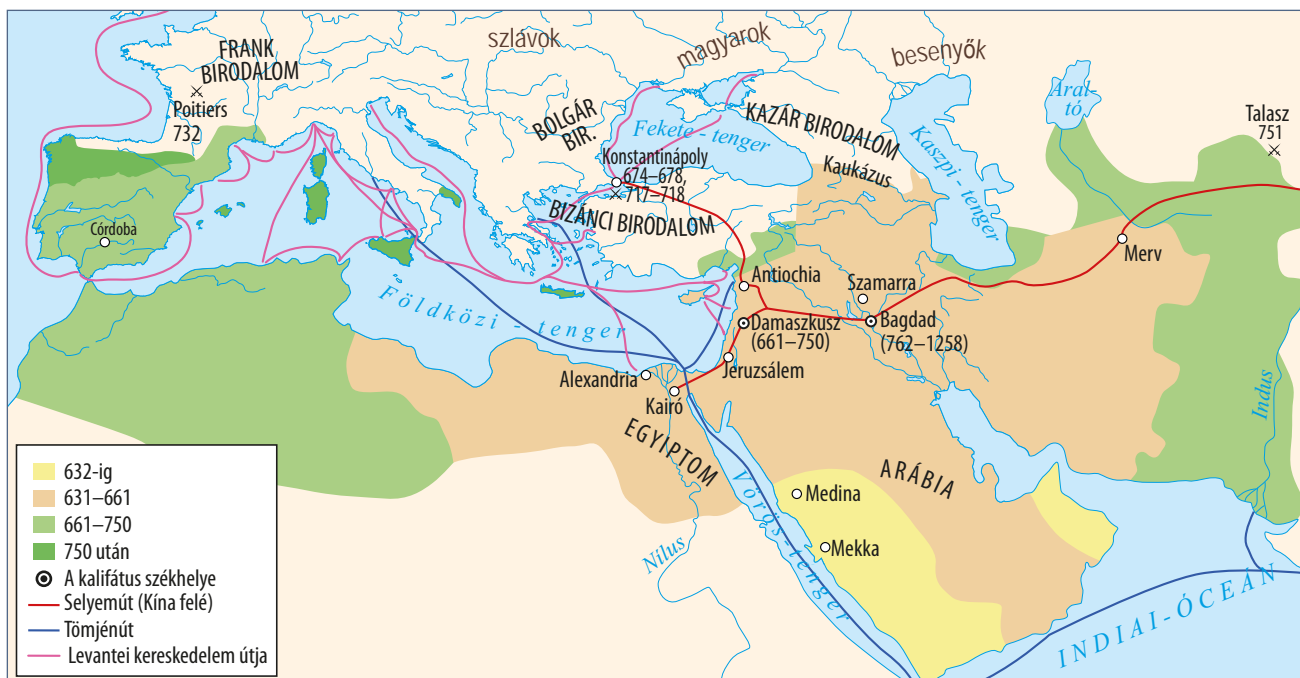 szlávok
magyarok
besenyők
FRANK
BIRODALOM
Poitiers
732
BOLGÁR
BIR.
Fekete - tenger
KAZÁR BIRODALOM
Kaukázus
Kaszpi - tenger
Aral-
tó
Talasz
751
Konstantinápoly
674–678,
717–718
BIZÁNCI BIRODALOM
Córdoba
Merv
Antiochia
Szamarra
Földközi - tenger
Damaszkusz
(661–750)
Bagdad
(762–1258)
Jeruzsálem
Alexandria
Kairó
EGYIPTOM
Indus
ARÁBIA
Medina
Mekka
Vörös-tenger
Nílus
INDIAI-ÓCEÁN
632-ig
631–661
661–750
750 után
A kalifátus székhelye
Selyemút (Kína felé)
Tömjénút
Levantei kereskedelem útja